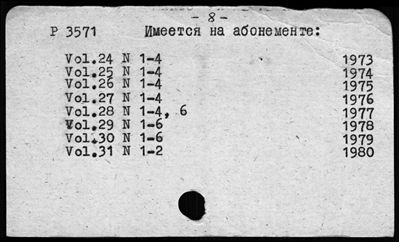 - 8 -
P 3571 Имеется на абонементе:
Vol.24 N 1-4 1973
Vol.25 N 1-4 1974
Vol.26 N 1-4 1975
Vol.27 N 1-4 1976
Vol.28 N 1-4, 6 1977
Vol.29 N 1-6 1978
Vol.30 N 1-6 1979
Vol.31 N 1-2 1980